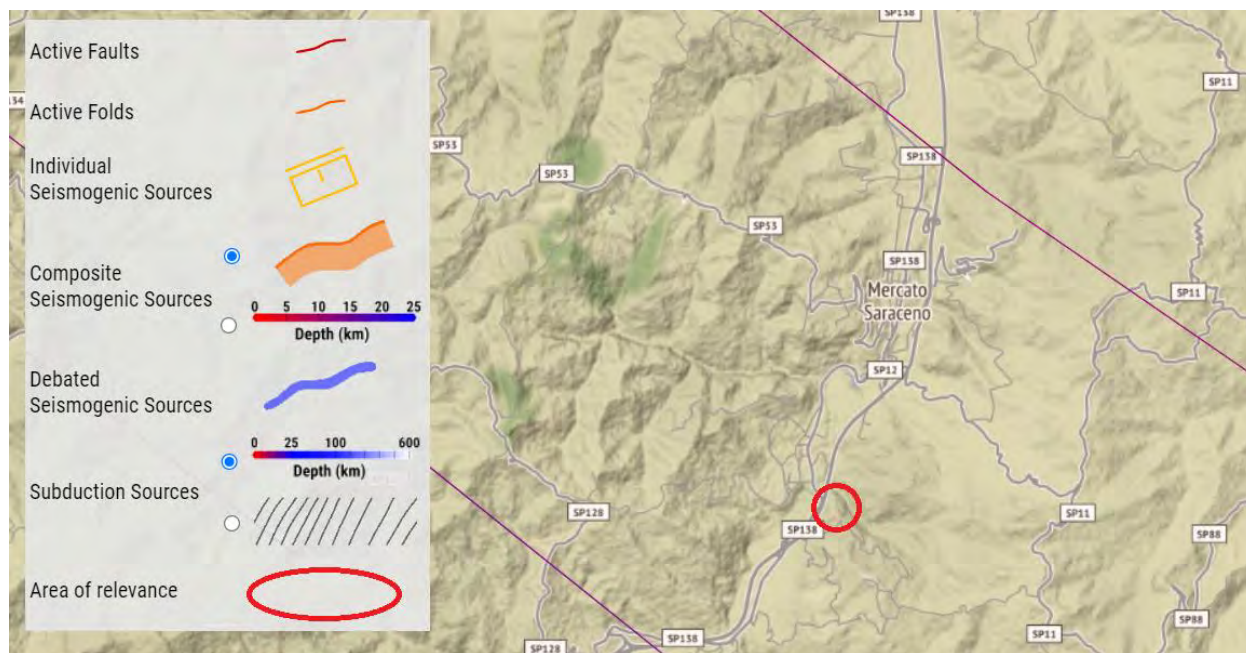 Active Faults
Active Folds
Individual
Seismogenic Sources
Composite
Seismogenic Sources
0 5 10 15 20 25
Depth (km)
Debated
Seismogenic Sources
0 25 100 600
Depth (km)
Subduction Sources
Area of relevance
34
SP138
SP11
SP53
SP138
SP53
SP53
SP138
Mercato
Saraceno
SP11
SP12
SP128
SP11
SP138
SP88
SP88
SP11
SP138
SP128